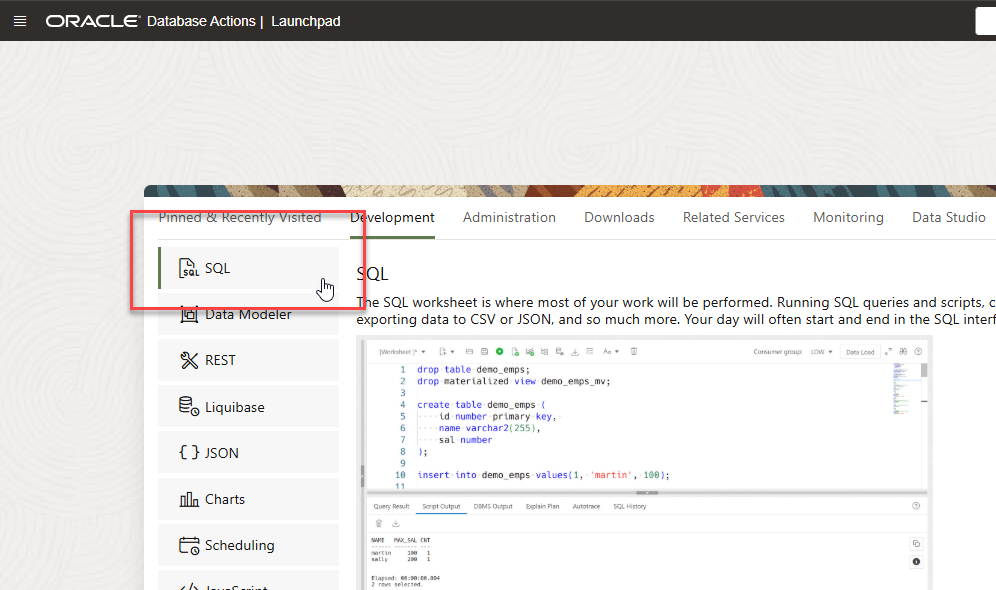 ORACLE Database Actions | Launchpad
Pinned & Recently Visited Development Administration Downloads Related Services Monitoring Data Studio
SQL
Data Modeler
REST
Liquibase
{ } JSON
Charts
Scheduling
JavaScript
SQL
The SQL worksheet is where most of your work will be performed. Running SQL queries and scripts, c
exporting data to CSV or JSON, and so much more. Your day will often start and end in the SQL interf
[Worksheet ]* Aa Consumer group: LOW Data Load
1 drop table demo_emps;
2 drop materialized view demo_emps_mv;
3
4 create table demo_emps (
5 id number primary key,
6 name varchar2(255),
7 sal number
8 );
9
10 insert into demo_emps values(1, 'martin', 100);
11
Query Result Script Output DBMS Output Explain Plan Autotrace SQL History
NAME MAX_SAL CNT
martin 100 1
sally 200 1
Elapsed: 00:00:00.004
2 rows selected.